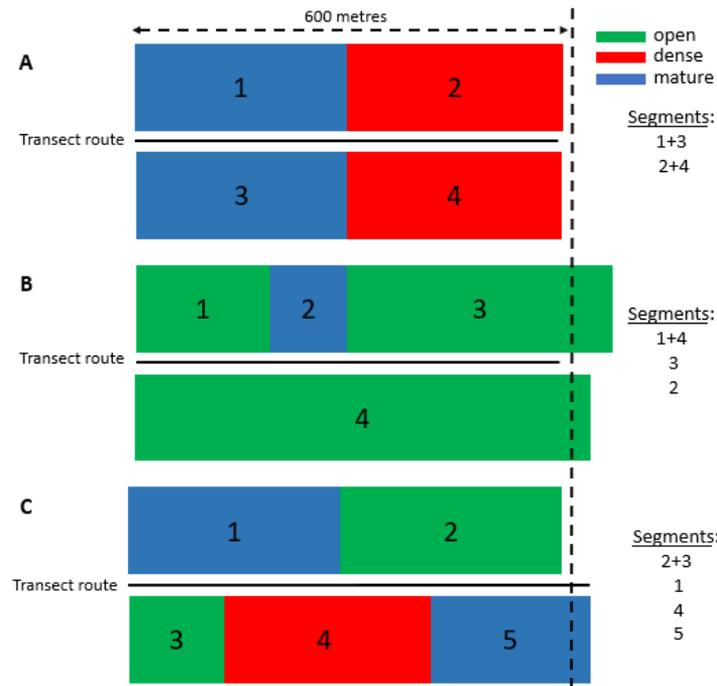 600 metres
open
dense
mature
A
1
2
Segments:
1+3
2+4
Transect route
3
4
B
1
2
3
Segments:
1+4
3
2
Transect route
4
C
1
2
Segments:
2+3
1
4
5
Transect route
3
4
5